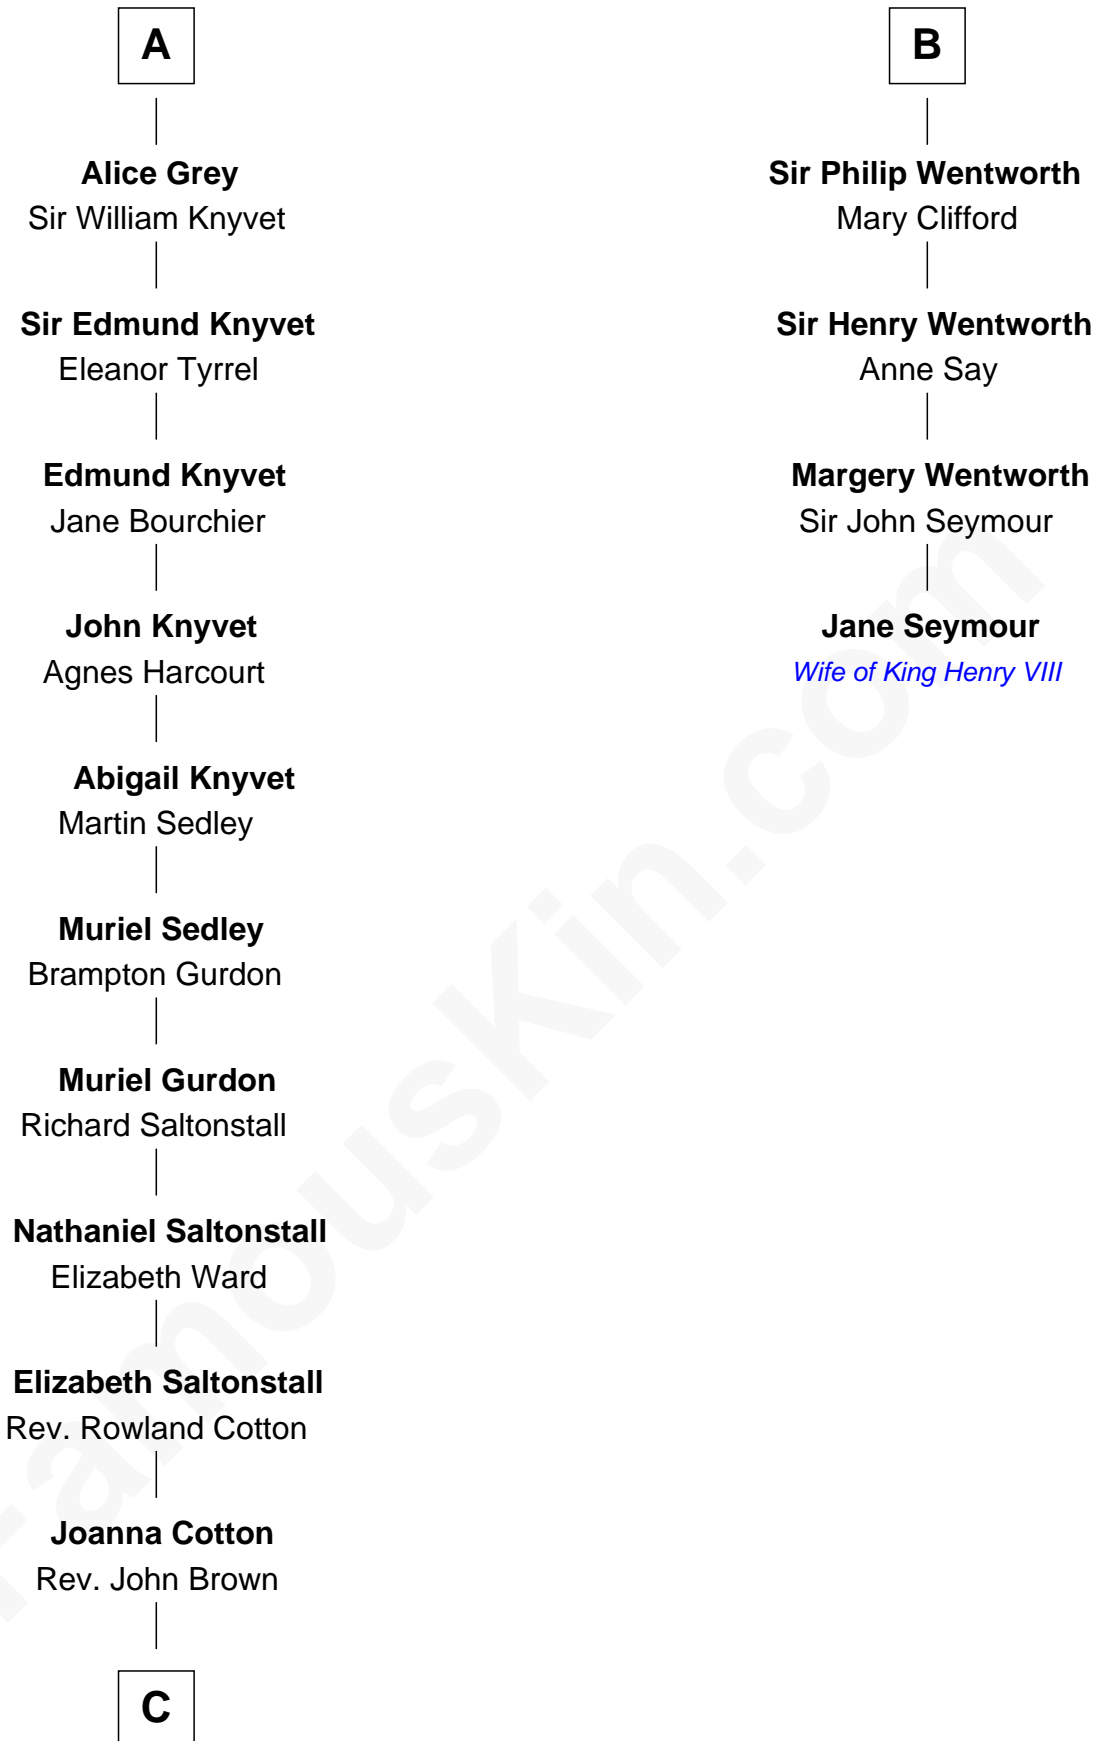 A
Alice Grey
Sir William Knyvet
Sir Edmund Knyvet
Eleanor Tyrrel
Edmund Knyvet
Jane Bourchier
John Knyvet
Agnes Harcourt
Abigail Knyvet
Martin Sedley
Muriel Sedley
Brampton Gurdon
Muriel Gurdon
Richard Saltonstall
Nathaniel Saltonstall
Elizabeth Ward
Elizabeth Saltonstall
Rev. Rowland Cotton
Joanna Cotton
Rev. John Brown
C
B
Sir Philip Wentworth
Mary Clifford
Sir Henry Wentworth
Anne Say
Margery Wentworth
Sir John Seymour
Jane Seymour
Wife of King Henry VIII
FamousKin.com